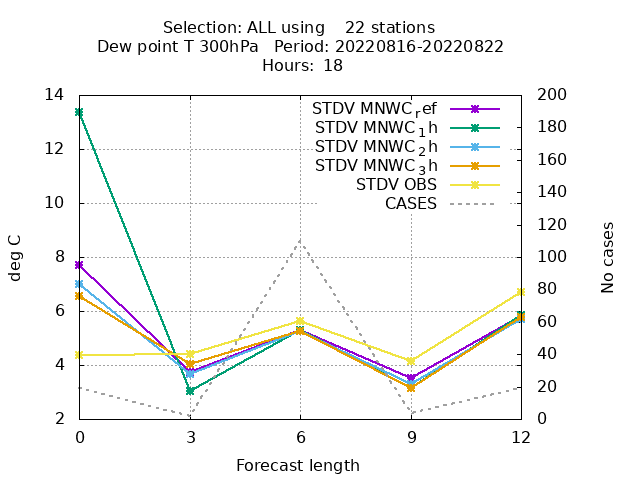 Selection: ALL using    22 stations
Dew point T 300hPa   Period: 20220816-20220822
Hours: 18
14
12
10
8
6
4
2
deg C
200
180
160
140
120
100
80
60
40
20
0
No cases
STDV MNWC_ref
STDV MNWC_1h
STDV MNWC_2h
STDV MNWC_3h
STDV OBS
CASES
0 3 6 9 12
Forecast length